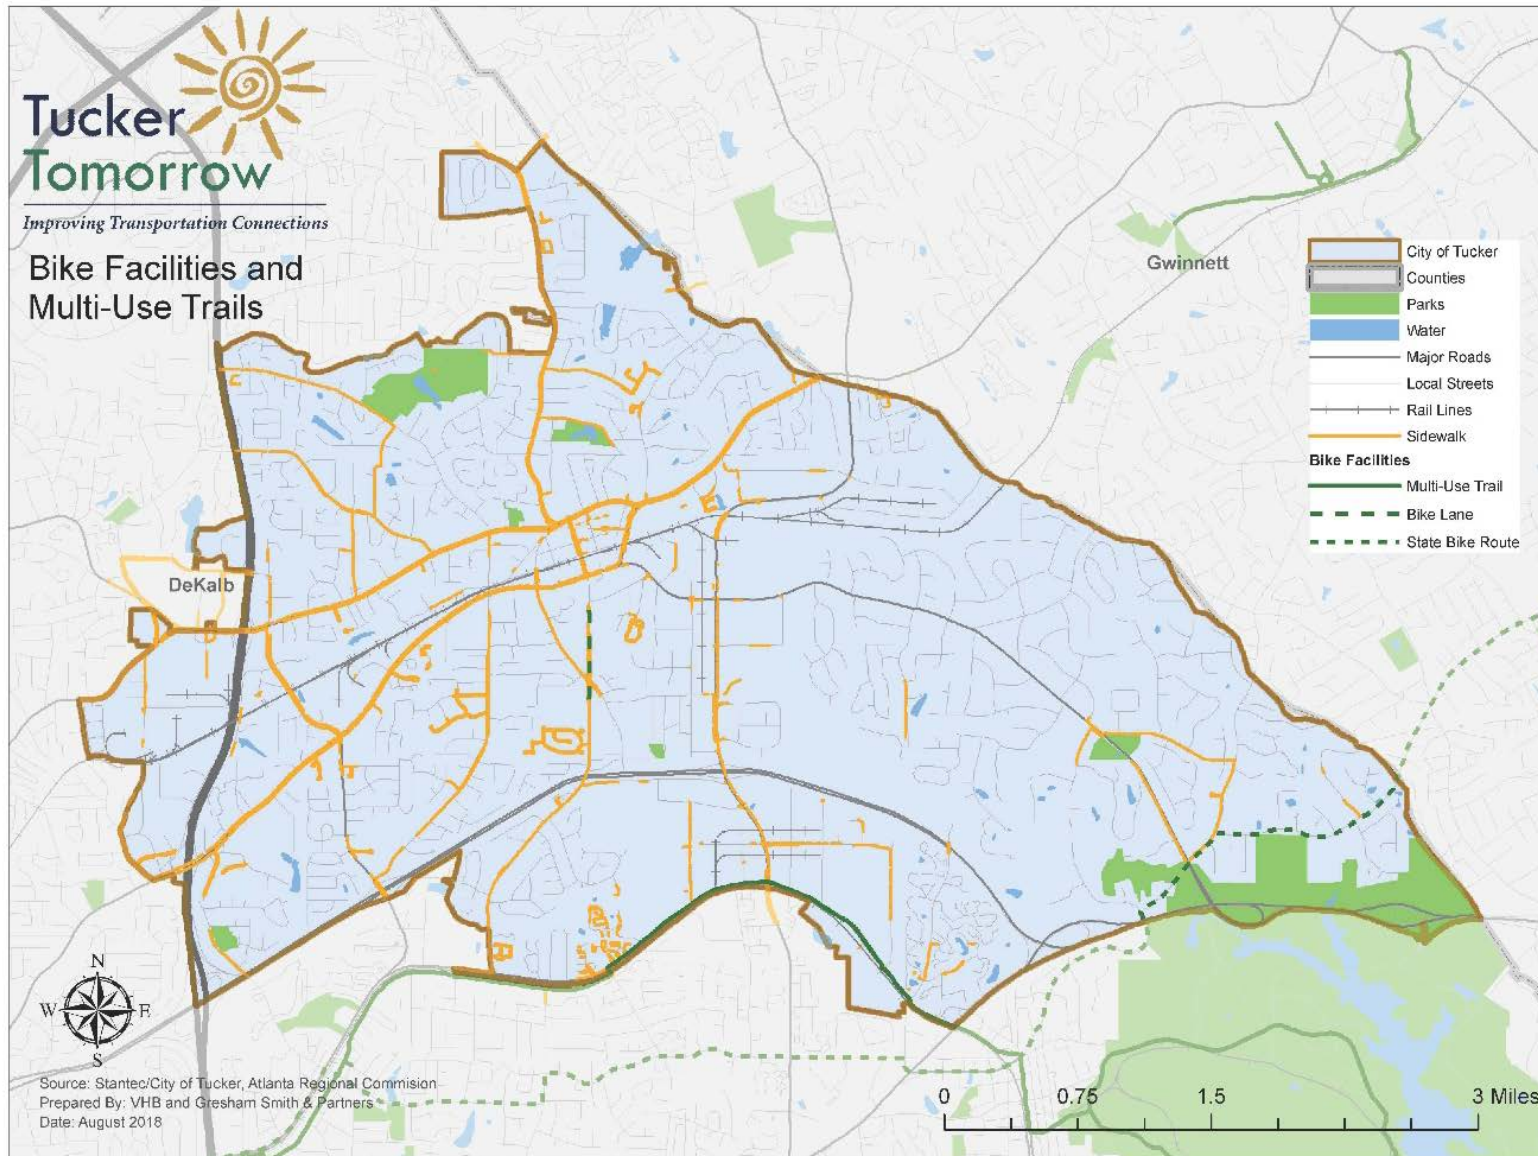 Tucker
Tomorrow
Improving Transportation Connections
Bike Facilities and
Multi-Use Trails
Gwinnett
DeKalb
City of Tucker
Counties
Parks
Water
Major Roads
Local Streets
Rail Lines
Sidewalk
Bike Facilities
Multi-Use Trail
Bike Lane
State Bike Route
N
W E
S
Source: Stantec/City of Tucker, Atlanta Regional Commision
Prepared By: VHB and Gresham Smith & Partners
Date: August 2018
0 0.75 1.5 3 Miles